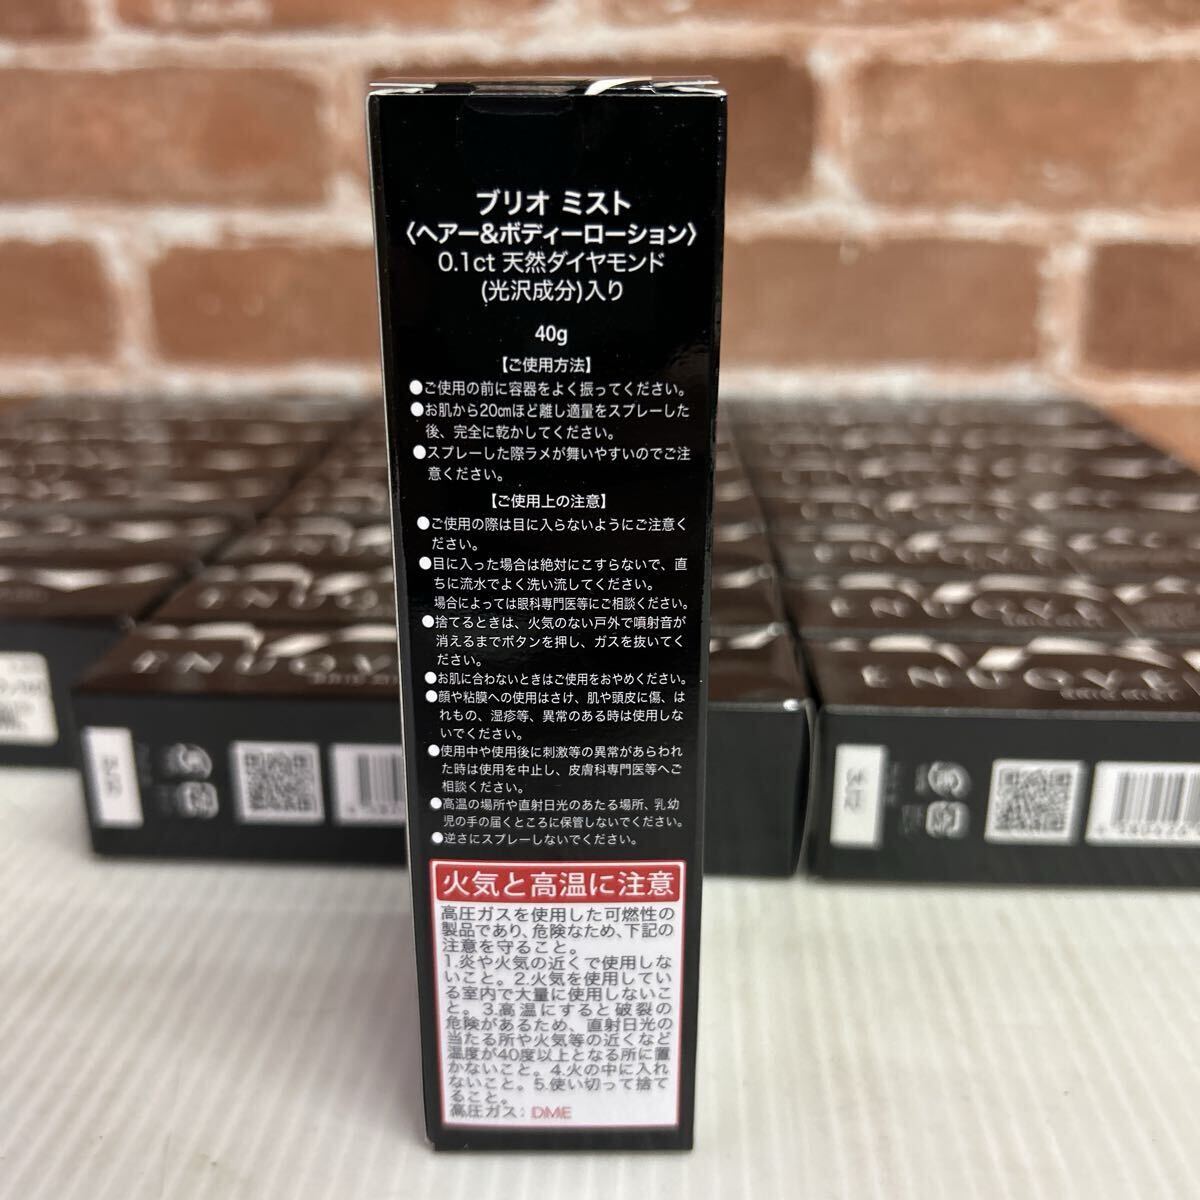 ブリオ ミスト
〈ヘアー&ボディーローション〉
0.1ct 天然ダイヤモンド
(光沢成分)入り
40g
【ご使用方法】
●ご使用の前に容器をよく振ってください。
●お肌から20cmほど離し適量をスプレーした
後、完全に乾かしてください。
●スプレーした際ラメが舞いやすいのでご注
意ください。
【ご使用上の注意】
●ご使用の際は目に入らないようにご注意く
ださい。
●目に入った場合は絶対にこすらないで、直
ちに流水でよく洗い流してください。
場合によっては眼科専門医等にご相談ください。
●捨てるときは、火気のない戸外で噴射音が
消えるまでボタンを押し、ガスを抜いてく
ださい。
●お肌に合わないときはご使用をおやめください。
●顔や粘膜への使用はさけ、肌や頭皮に傷、は
れもの、湿疹等、異常のある時は使用しな
いでください。
●使用中や使用後に刺激等の異常があらわれ
た時は使用を中止し、皮膚科専門医等へご
相談ください。
●高温の場所や直射日光のあたる場所、乳幼
児の手の届くところに保管しないでください。
●逆さにスプレーしないでください。
火気と高温に注意
高圧ガスを使用した可燃性の
製品であり、危険なため、下記の
注意を守ること。
1.炎や火気の近くで使用しな
いこと。2.火気を使用してい
る室内で大量に使用しないこ
と。3.高温にすると破裂の
危険があるため、直射日光の
当たる所や火気等の近くなど
温度が40度以上となる所に置
かないこと。4.火の中に入れ
ないこと。5.使い切って捨て
ること。
高圧ガス：DME
ENUOVE
ENUOVE
ENUOVE